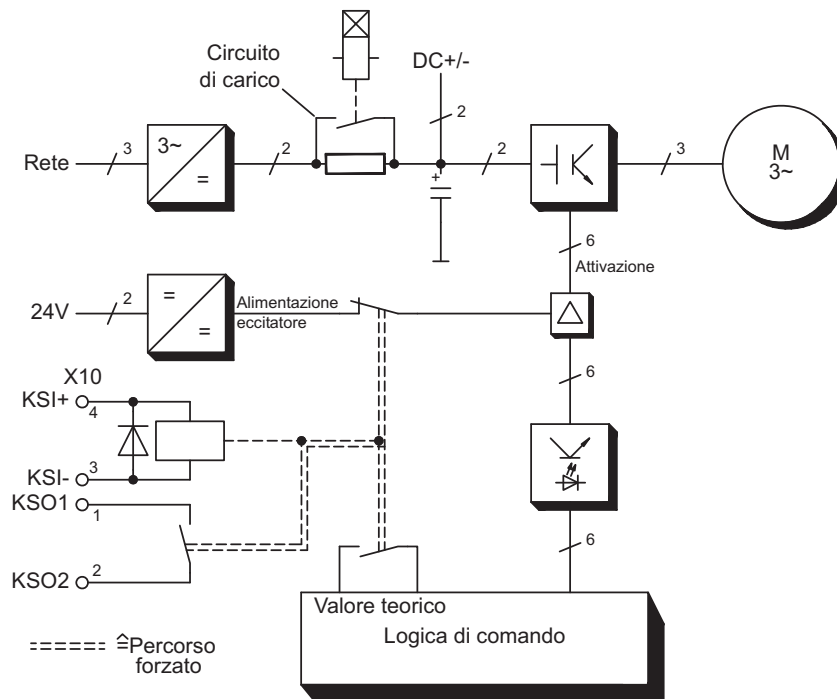 Circuito
di carico
DC+/-
2
Rete
3
3~
=
2
2
3
M
3~
6
Attivazione
24V
2
=
=
Alimentazione
eccitatore
6
X10
KSI+
4
KSI-
3
KSO1
1
KSO2
2
+
6
Valore teorico
Logica di comando
≙Percorso
forzato